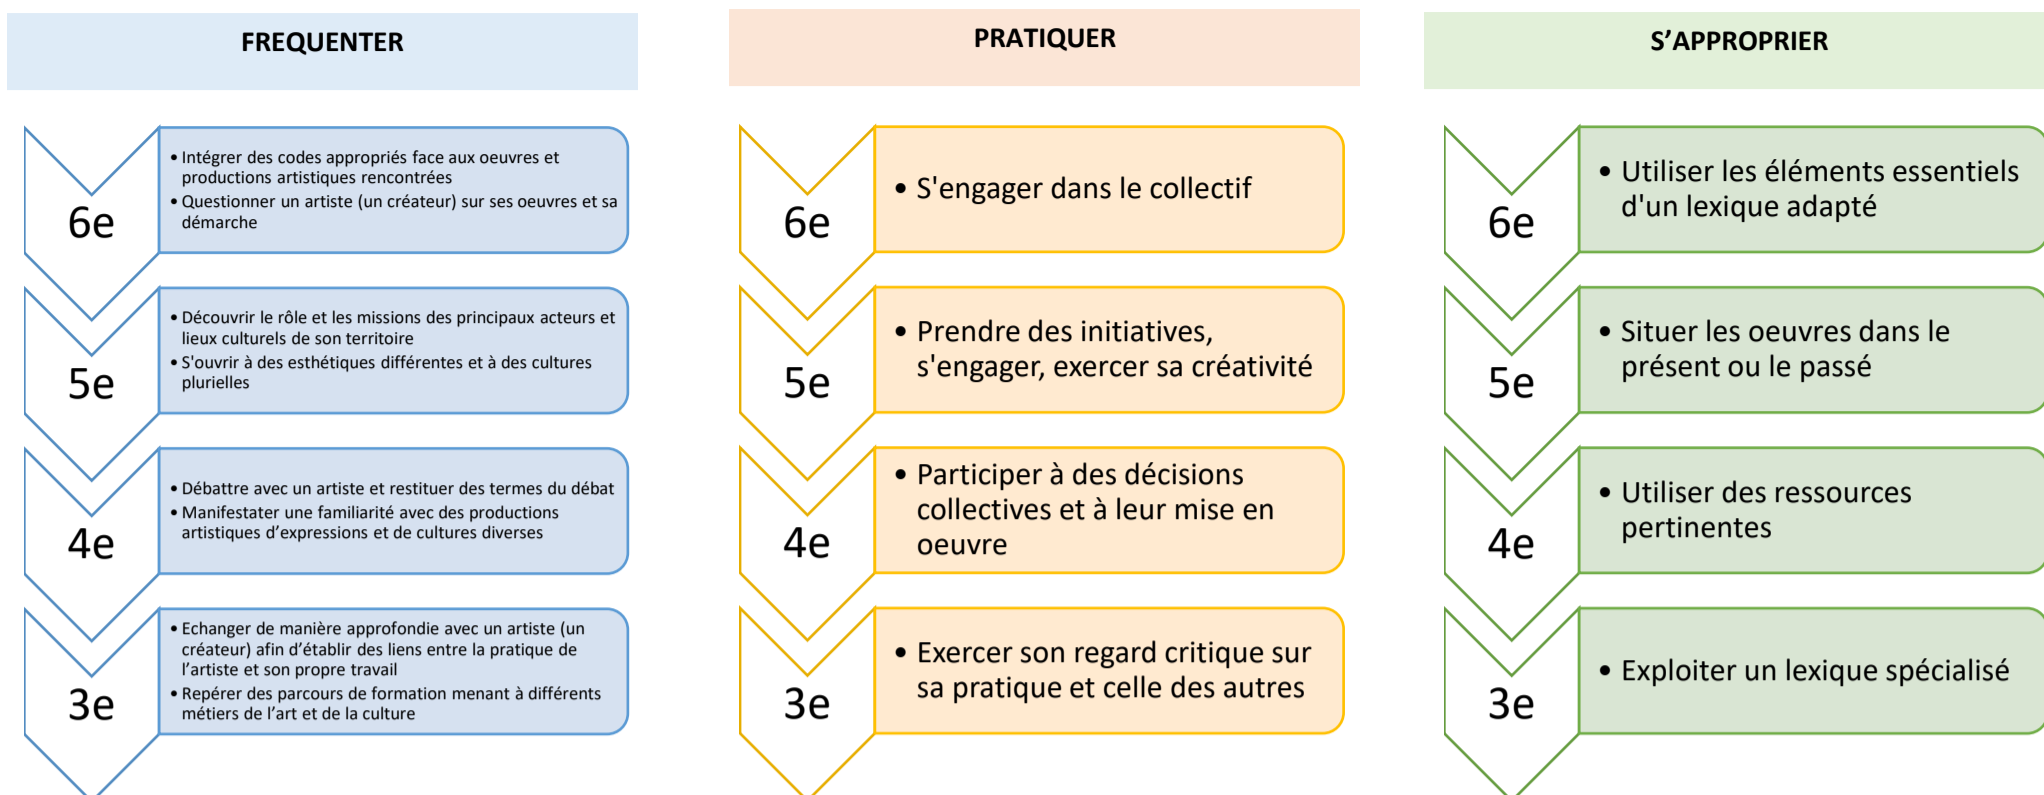 FREQUENTER
6e
• Intégrer des codes appropriés face aux oeuvres et
productions artistiques rencontrées
• Questionner un artiste (un créateur) sur ses oeuvres et sa
démarche
5e
• Découvrir le rôle et les missions des principaux acteurs et
lieux culturels de son territoire
• S'ouvrir à des esthétiques différentes et à des cultures
plurielles
4e
• Débattre avec un artiste et restituer des termes du débat
• Manifestater une familiarité avec des productions
artistiques d’expressions et de cultures diverses
3e
• Echanger de manière approfondie avec un artiste (un
créateur) afin d’établir des liens entre la pratique de
l’artiste et son propre travail
• Repérer des parcours de formation menant à différents
métiers de l’art et de la culture
PRATIQUER
6e
• S'engager dans le collectif
5e
• Prendre des initiatives,
s'engager, exercer sa créativité
4e
• Participer à des décisions
collectives et à leur mise en
oeuvre
3e
• Exercer son regard critique sur
sa pratique et celle des autres
S’APPROPRIER
6e
• Utiliser les éléments essentiels
d'un lexique adapté
5e
• Situer les oeuvres dans le
présent ou le passé
4e
• Utiliser des ressources
pertinentes
3e
• Exploiter un lexique spécialisé